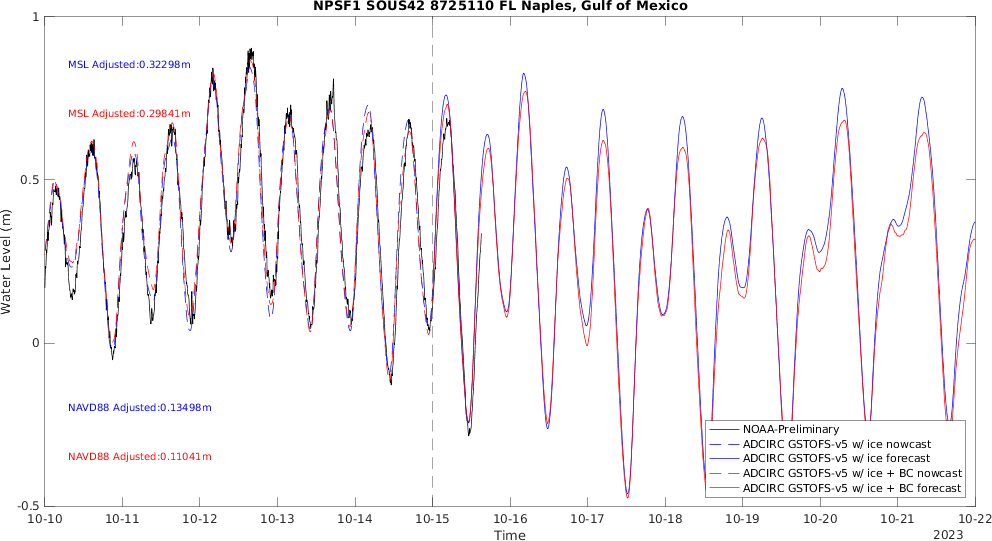 NPSF1 SOUS42 8725110 FL Naples, Gulf of Mexico
1
MSL Adjusted:0.32298m
MSL Adjusted:0.29841m
0.5
Water Level (m)
0
NAVD88 Adjusted:0.13498m
NAVD88 Adjusted:0.11041m
NOAA-Preliminary
ADCIRC GSTOFS-v5 w/ ice nowcast
ADCIRC GSTOFS-v5 w/ ice forecast
ADCIRC GSTOFS-v5 w/ ice + BC nowcast
ADCIRC GSTOFS-v5 w/ ice + BC forecast
-0.5
10-10 10-11 10-12 10-13 10-14 10-15 10-16 10-17 10-18 10-19 10-20 10-21 10-22
Time
2023